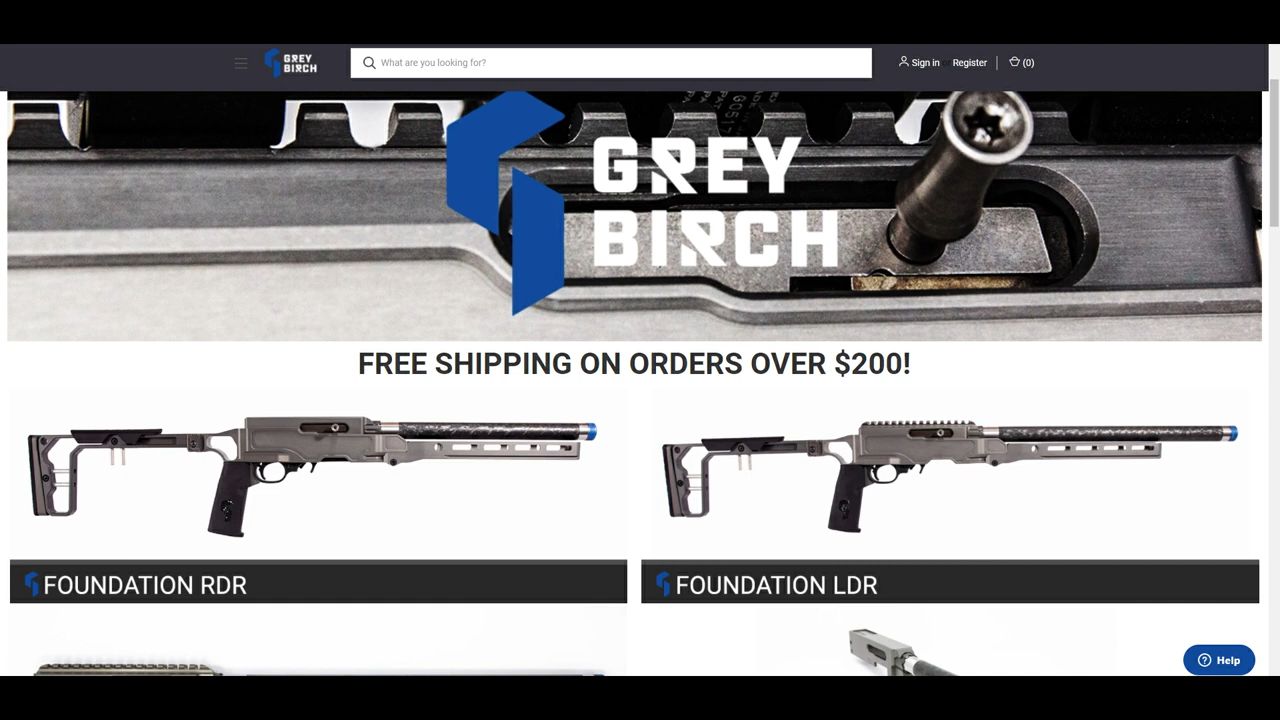 GREY
BIRCH
What are you looking for?
Sign in or Register
(0)
GREY
BIRCH
FREE SHIPPING ON ORDERS OVER $200!
FOUNDATION RDR
FOUNDATION LDR
Help